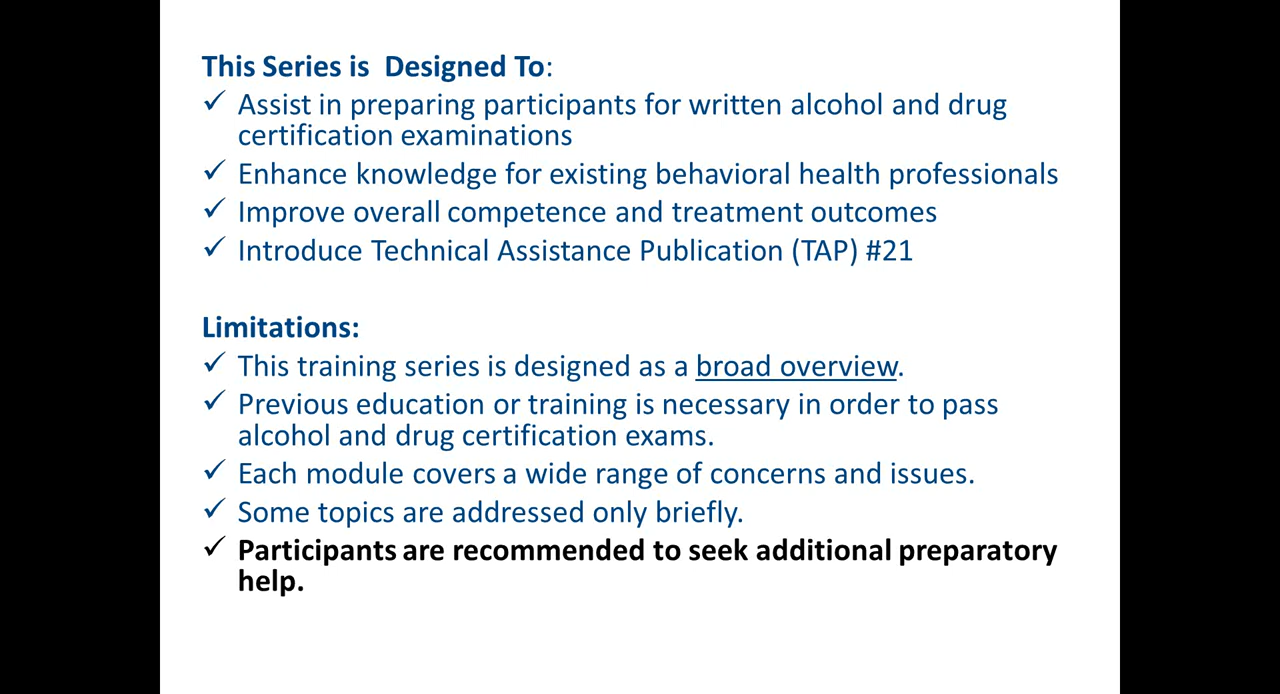 This Series is  Designed To:
✓ Assist in preparing participants for written alcohol and drug
certification examinations
✓ Enhance knowledge for existing behavioral health professionals
✓ Improve overall competence and treatment outcomes
✓ Introduce Technical Assistance Publication (TAP) #21
Limitations:
✓ This training series is designed as a broad overview.
✓ Previous education or training is necessary in order to pass
alcohol and drug certification exams.
✓ Each module covers a wide range of concerns and issues.
✓ Some topics are addressed only briefly.
✓ Participants are recommended to seek additional preparatory
help.